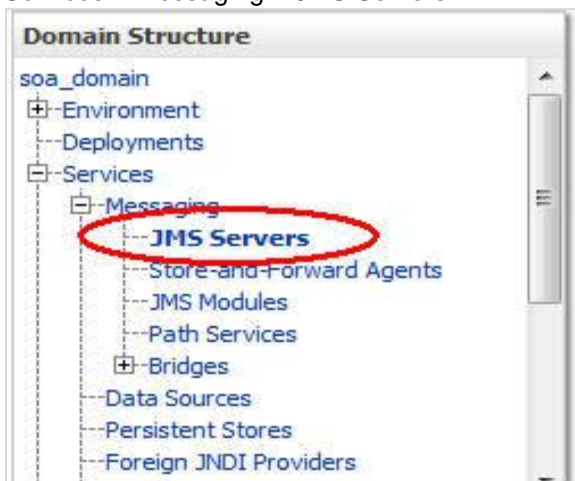 Domain Structure
soa_domain
Environment
Deployments
Services
Messaging
JMS Servers
Store-and-Forward Agents
JMS Modules
Path Services
Bridges
Data Sources
Persistent Stores
Foreign JNDI Providers